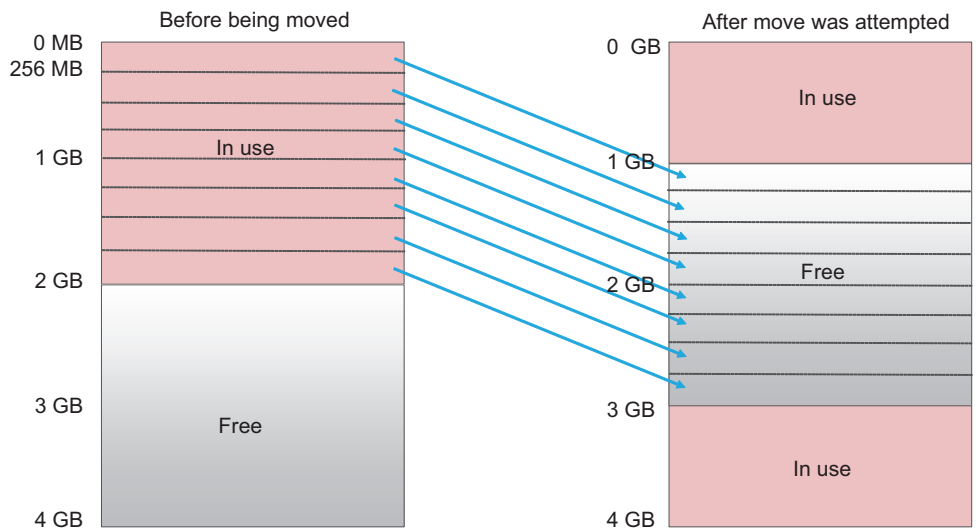 Before being moved
0 MB
256 MB
In use
1 GB
2 GB
3 GB
Free
4 GB
After move was attempted
0 GB
In use
1 GB
Free
2 GB
3 GB
In use
4 GB